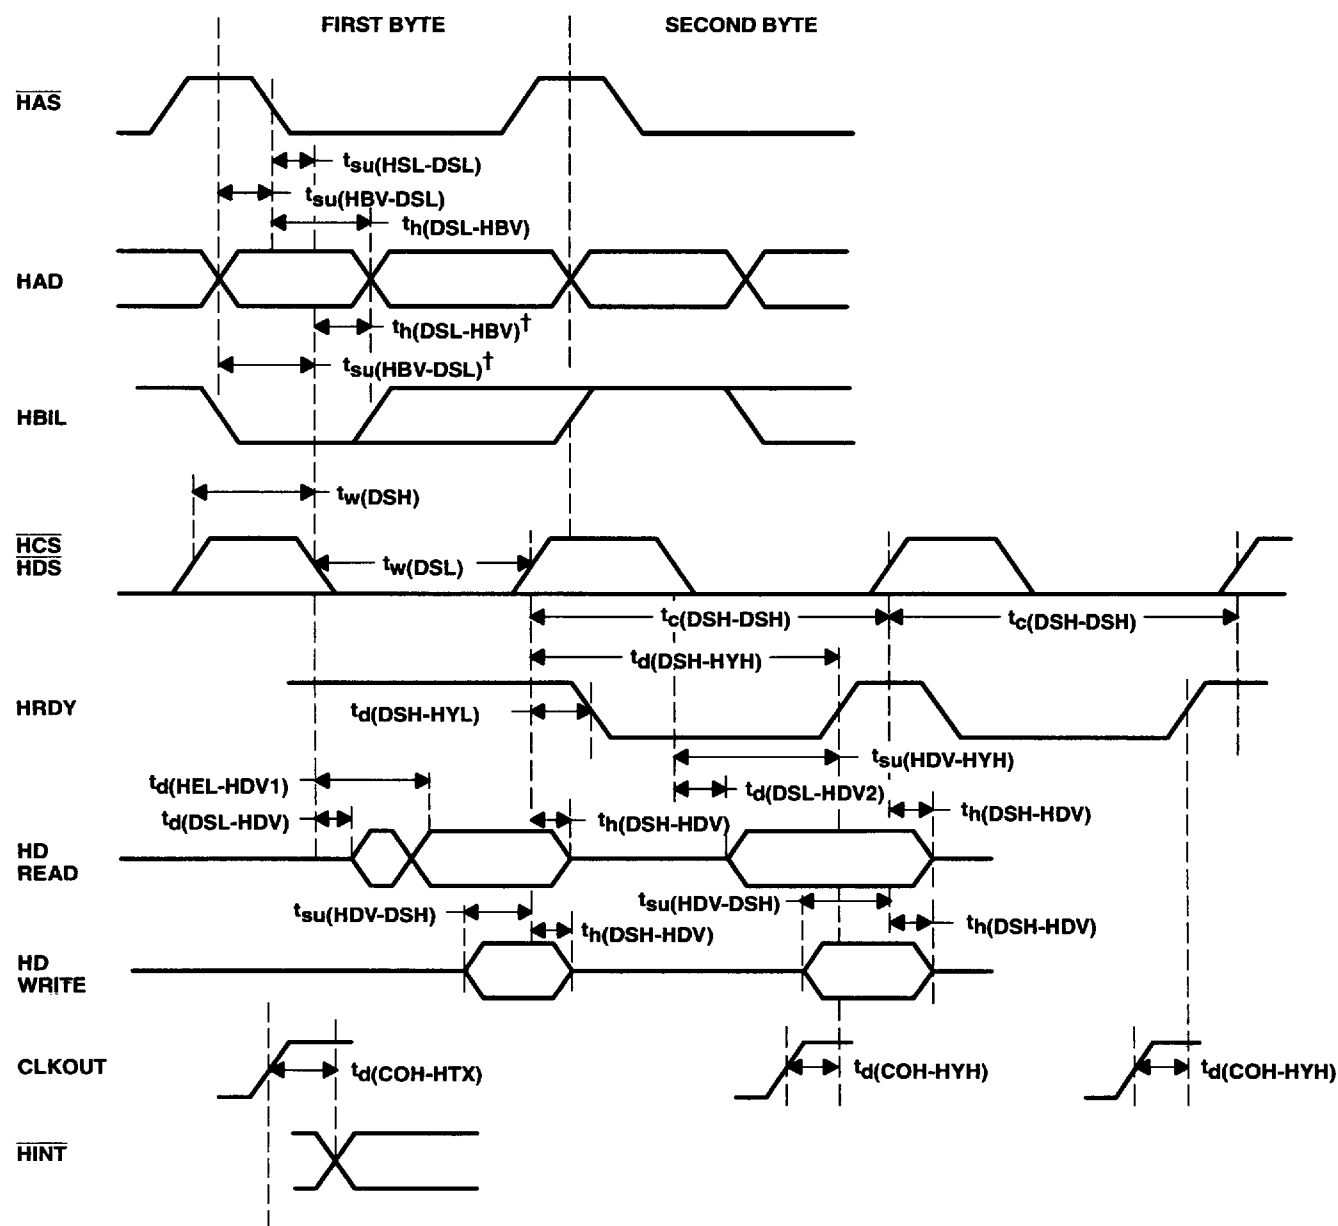 FIRST BYTE SECOND BYTE
HAS
tsu(HSL-DSL)
tsu(HBV-DSL)
th(DSL-HBV)
HAD
th(DSL-HBV)†
tsu(HBV-DSL)†
HBIL
tw(DSH)
HCS
HDS
tw(DSL)
tc(DSH-DSH) tc(DSH-DSH)
td(DSH-HYH)
HRDY
td(DSH-HYL)
tsu(HDV-HYH)
td(HEL-HDV1)
td(DSL-HDV2)
td(DSL-HDV)
th(DSH-HDV)
th(DSH-HDV)
HD
READ
tsu(HDV-DSH)
tsu(HDV-DSH)
th(DSH-HDV)
th(DSH-HDV)
HD
WRITE
CLKOUT
td(COH-HTX)
td(COH-HYH)
td(COH-HYH)
HINT